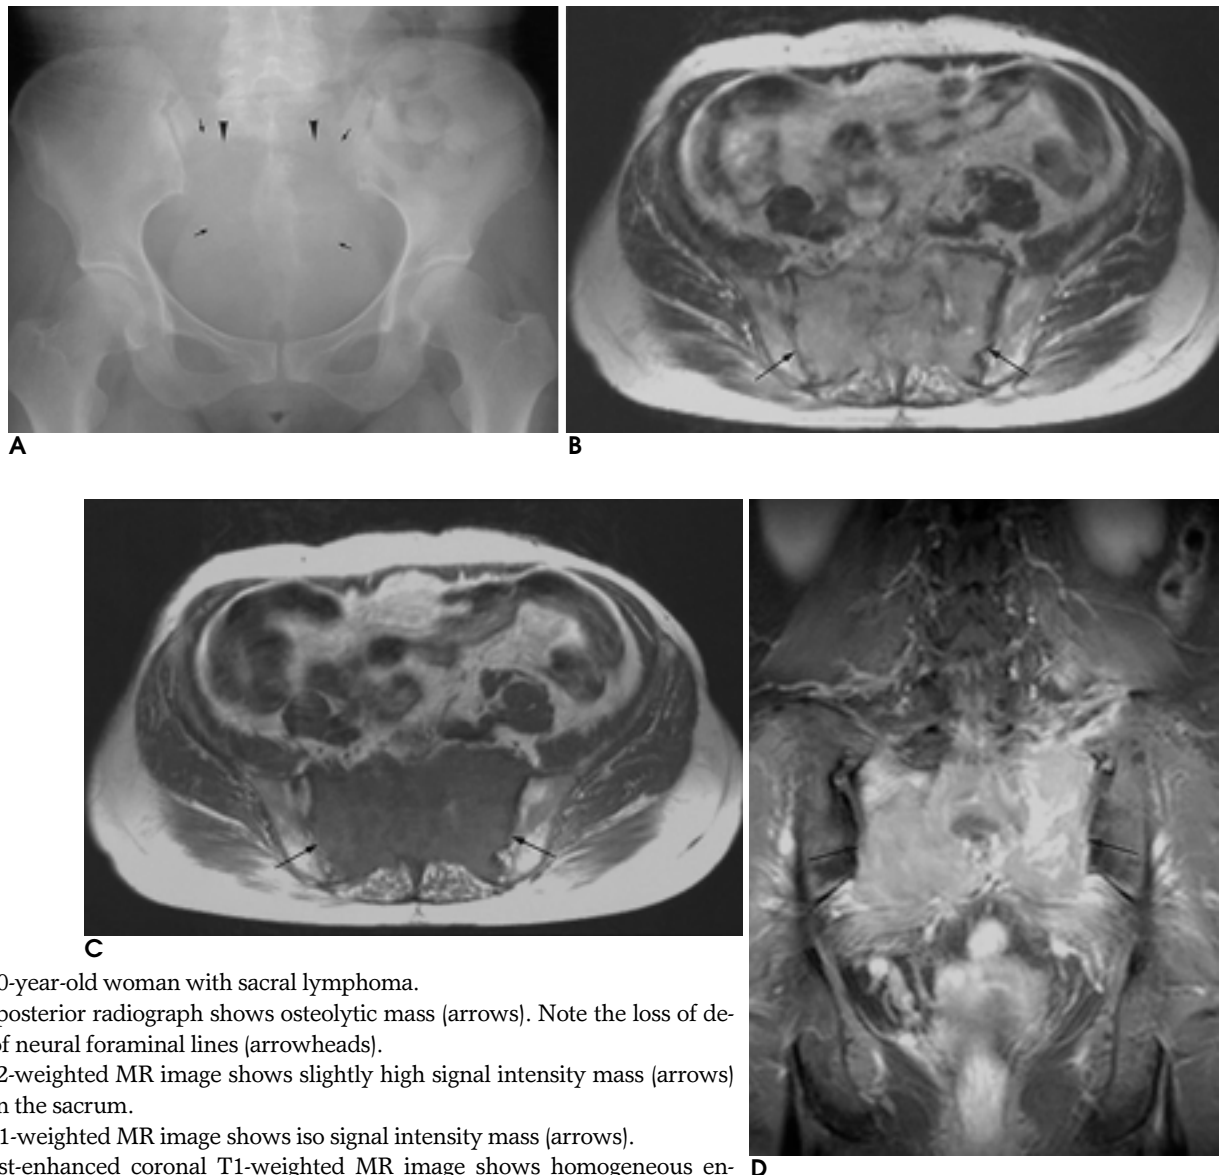 A
B
C
D
0-year-old woman with sacral lymphoma.
posterior radiograph shows osteolytic mass (arrows). Note the loss of de-
of neural foraminal lines (arrowheads).
2-weighted MR image shows slightly high signal intensity mass (arrows)
n the sacrum.
1-weighted MR image shows iso signal intensity mass (arrows).
st-enhanced coronal T1-weighted MR image shows homogeneous en-